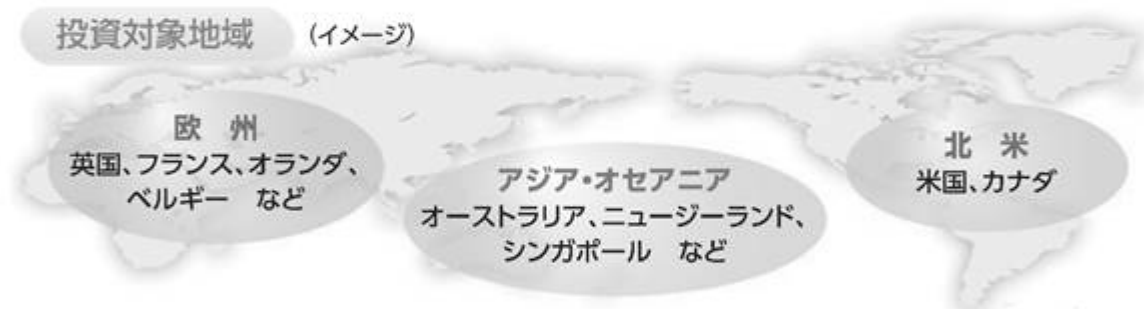 投資対象地域 (イメージ)
欧 州
英国、フランス、オランダ、
ベルギー など
アジア・オセアニア
オーストラリア、ニュージーランド、
シンガポール など
北 米
米国、カナダ